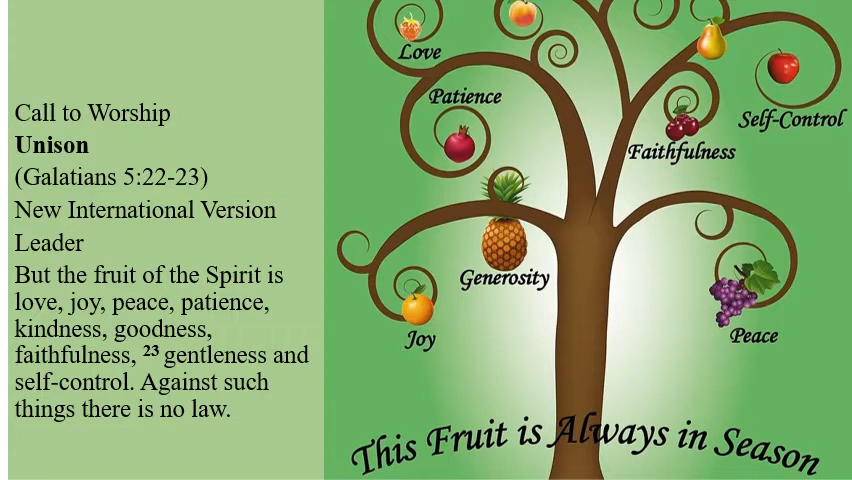 Call to Worship
Unison
(Galatians 5:22-23)
New International Version
Leader
But the fruit of the Spirit is
love, joy, peace, patience,
kindness, goodness,
faithfulness, 23 gentleness and
self-control. Against such
things there is no law.
Love
Patience
Self-Control
Faithfulness
Generosity
Joy
Peace
This Fruit is Always in Season